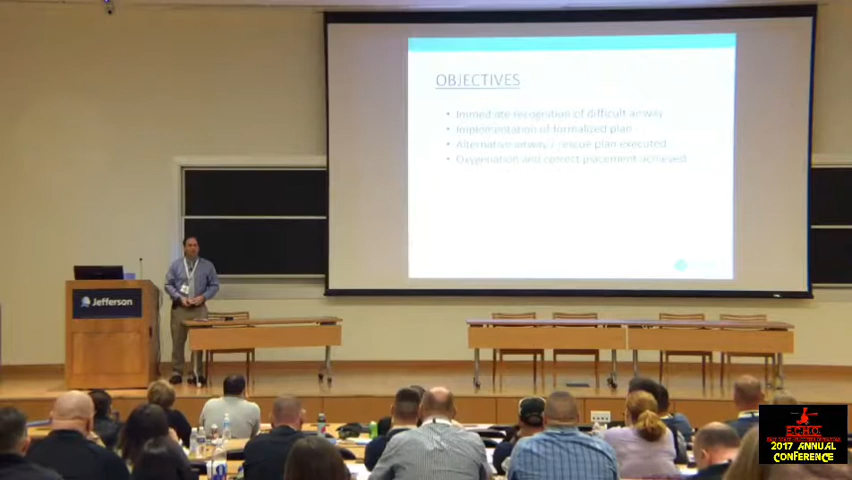 OBJECTIVES
• Immediate recognition of difficult airway
• Implementation of formalized plan
• Alternative airway / rescue plan executed
• Oxygenation and correct placement achieved
Jefferson
E.C.H.O.
2017 ANNUAL
CONFERENCE